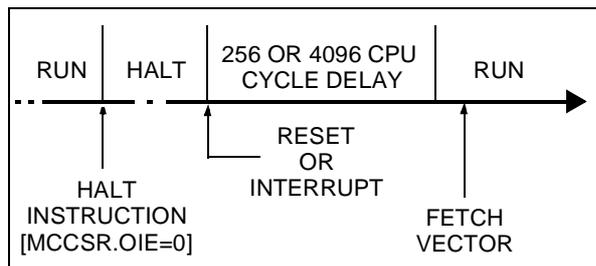 RUN
HALT
256 OR 4096 CPU
CYCLE DELAY
RUN
RESET
OR
INTERRUPT
HALT
INSTRUCTION
[MCCSR.OIE=0]
FETCH
VECTOR